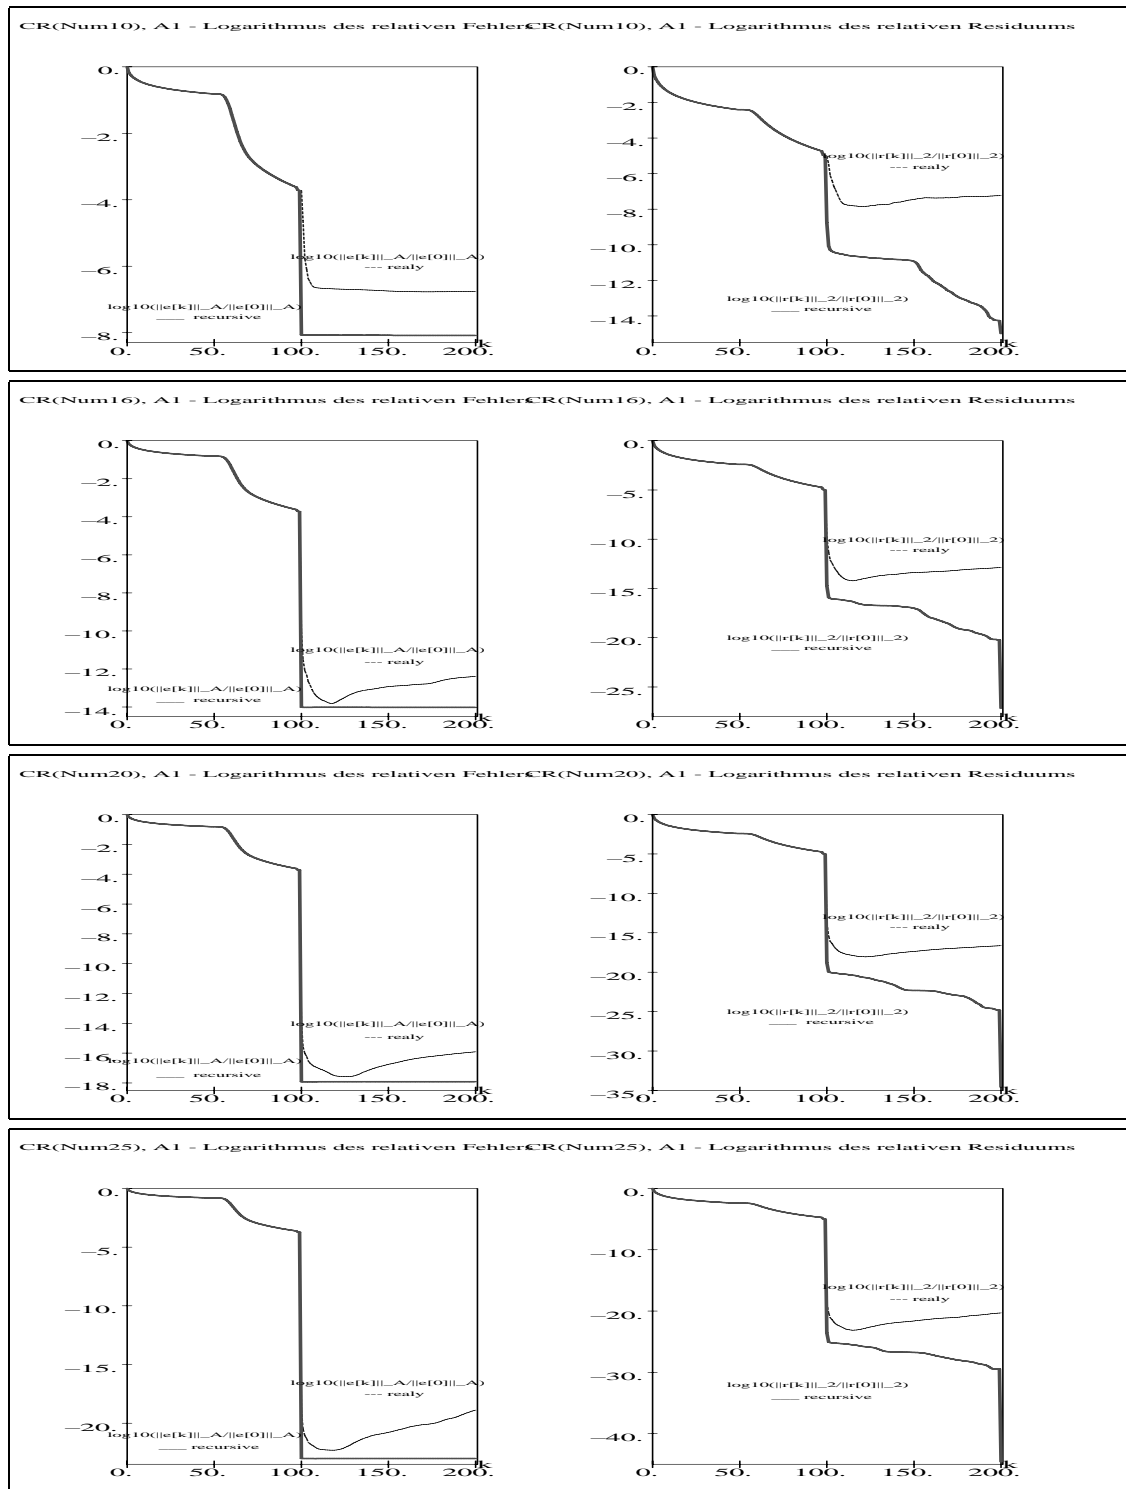 CR(Num10), A1 - Logarithmus des relativen Fehlers
CR(Num10), A1 - Logarithmus des relativen Residuums
0.
−2.
−4.
−6.
−8.
log10(||e[k]||_A/||e[0]||_A)
--- realy
log10(||e[k]||_A/||e[0]||_A)
___ recursive
0. 50. 100. 150. 200. k
0.
−2.
−4.
−6.
−8.
−10.
−12.
−14.
log10(||r[k]||_2/||r[0]||_2)
--- realy
log10(||r[k]||_2/||r[0]||_2)
___ recursive
0. 50. 100. 150. 200. k
CR(Num16), A1 - Logarithmus des relativen Fehlers
CR(Num16), A1 - Logarithmus des relativen Residuums
0.
−2.
−4.
−6.
−8.
−10.
−12.
−14.
log10(||e[k]||_A/||e[0]||_A)
--- realy
log10(||e[k]||_A/||e[0]||_A)
___ recursive
0. 50. 100. 150. 200. k
0.
−5.
−10.
−15.
−20.
−25.
log10(||r[k]||_2/||r[0]||_2)
--- realy
log10(||r[k]||_2/||r[0]||_2)
___ recursive
0. 50. 100. 150. 200. k
CR(Num20), A1 - Logarithmus des relativen Fehlers
CR(Num20), A1 - Logarithmus des relativen Residuums
0.
−2.
−4.
−6.
−8.
−10.
−12.
−14.
−16.
−18.
log10(||e[k]||_A/||e[0]||_A)
--- realy
log10(||e[k]||_A/||e[0]||_A)
___ recursive
0. 50. 100. 150. 200. k
0.
−5.
−10.
−15.
−20.
−25.
−30.
−35.
log10(||r[k]||_2/||r[0]||_2)
--- realy
log10(||r[k]||_2/||r[0]||_2)
___ recursive
0. 50. 100. 150. 200. k
CR(Num25), A1 - Logarithmus des relativen Fehlers
CR(Num25), A1 - Logarithmus des relativen Residuums
0.
−5.
−10.
−15.
−20.
log10(||e[k]||_A/||e[0]||_A)
--- realy
log10(||e[k]||_A/||e[0]||_A)
___ recursive
0. 50. 100. 150. 200. k
0.
−10.
−20.
−30.
−40.
log10(||r[k]||_2/||r[0]||_2)
--- realy
log10(||r[k]||_2/||r[0]||_2)
___ recursive
0. 50. 100. 150. 200. k